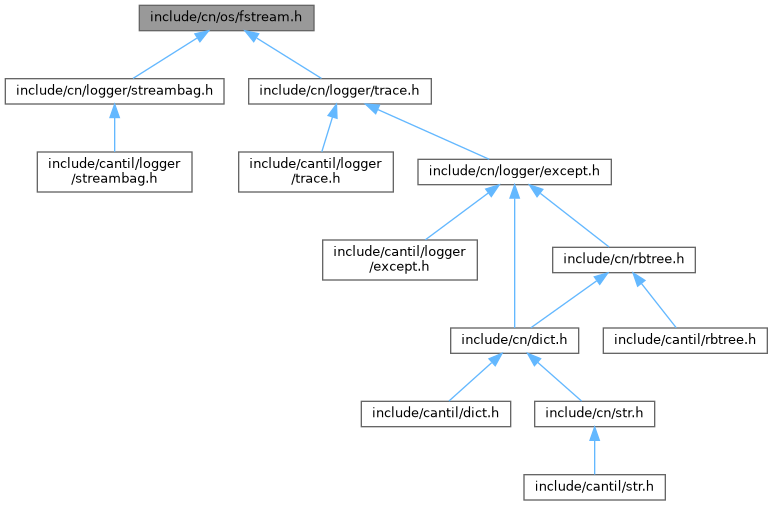 include/cn/os/fstream.h
include/cn/logger/streambag.h
include/cn/logger/trace.h
include/cantil/logger
/streambag.h
include/cantil/logger
/trace.h
include/cn/logger/except.h
include/cantil/logger
/except.h
include/cn/rbtree.h
include/cn/dict.h
include/cantil/rbtree.h
include/cantil/dict.h
include/cn/str.h
include/cantil/str.h